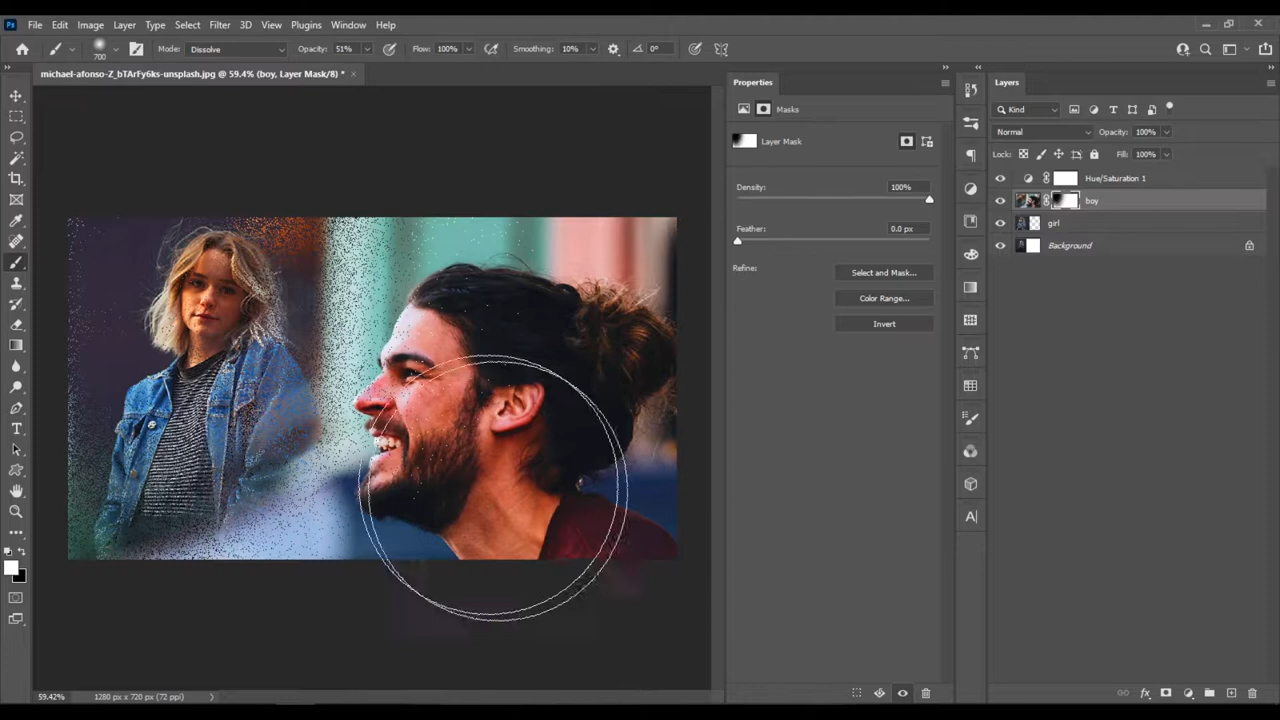 Ps File Edit Image Layer Type Select Filter 3D View Plugins Window Help
700 Mode: Dissolve Opacity: 51% Flow: 100% Smoothing: 10% 0°
michael-afonso-Z_bTArFy6ks-unsplash.jpg @ 59.4% (boy, Layer Mask/8) *
Properties
Masks
Layer Mask
Density: 100%
Feather: 0.0 px
Refine: Select and Mask...
Color Range...
Invert
Layers
Kind
Normal Opacity: 100%
Lock: Fill: 100%
Hue/Saturation 1
boy
girl
Background
59.42% 1280 px x 720 px (72 ppi)